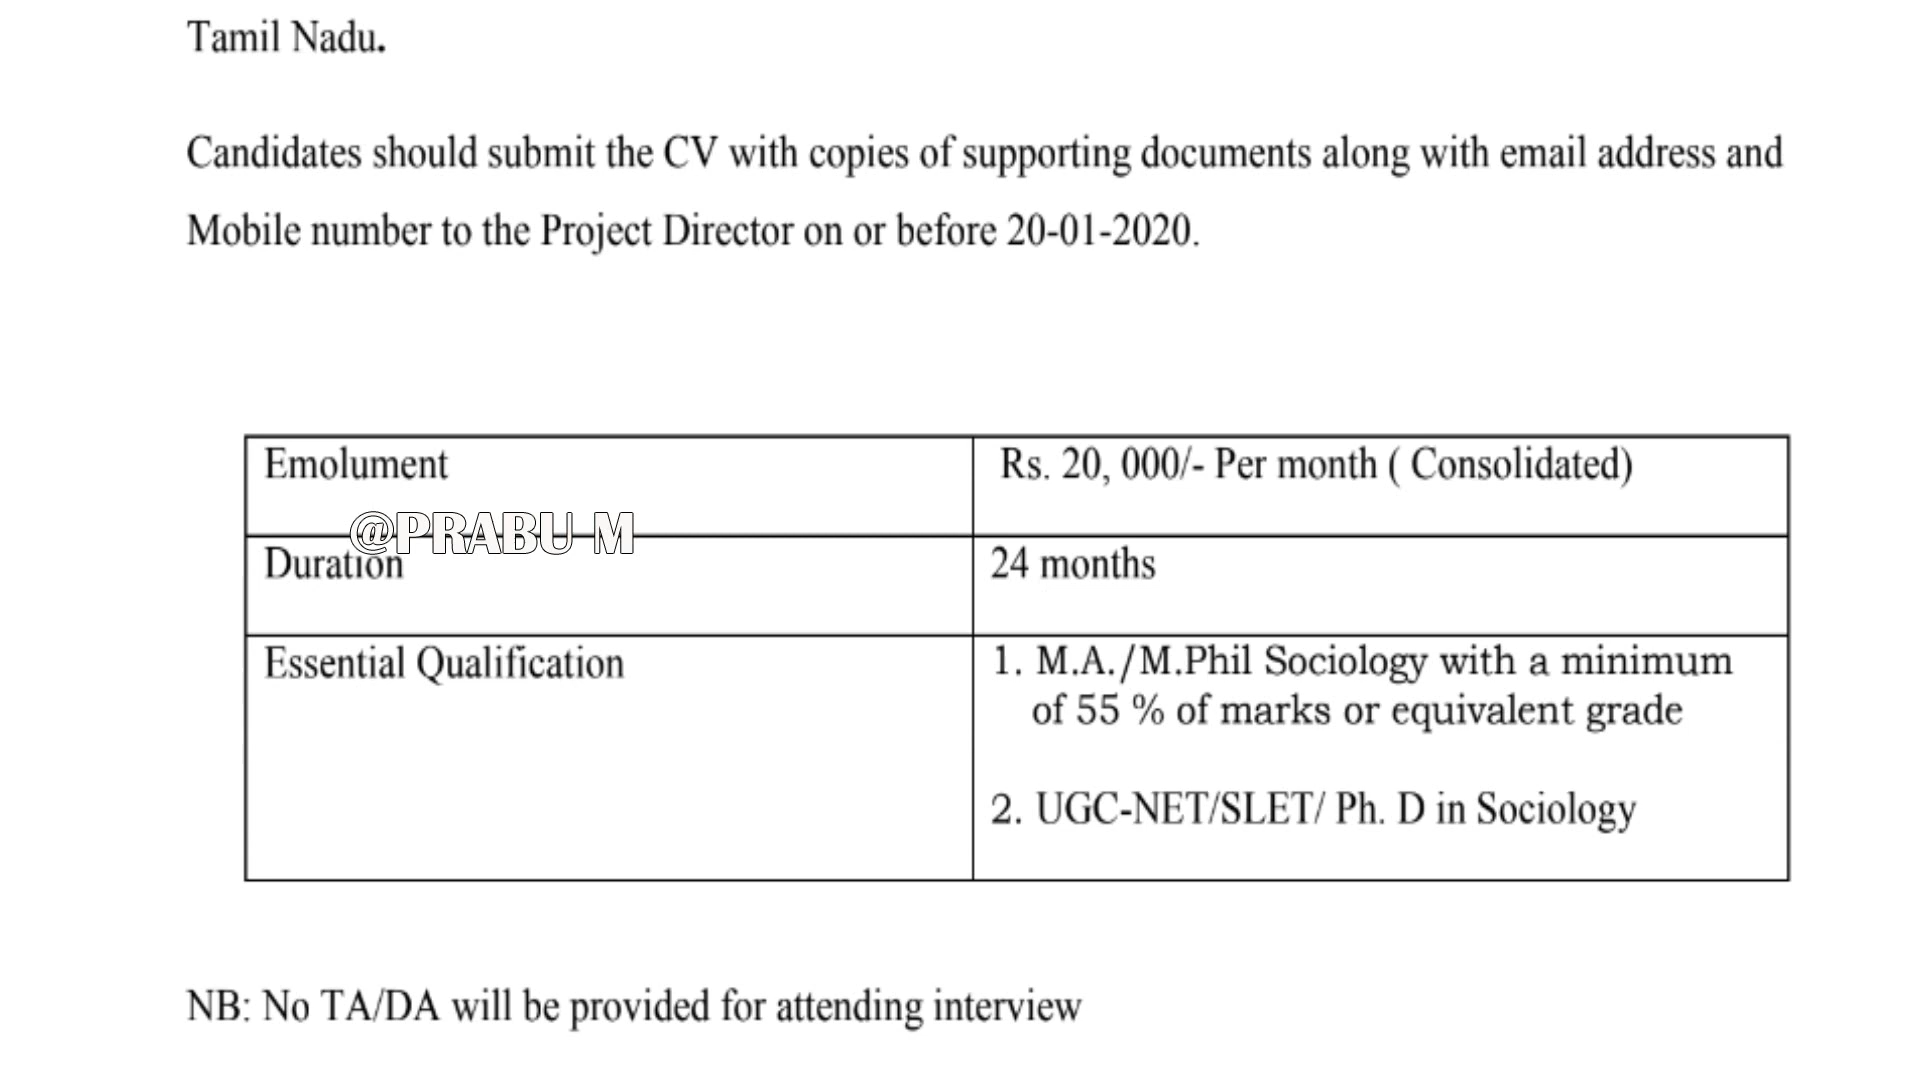 Tamil Nadu.
Candidates should submit the CV with copies of supporting documents along with email address and
Mobile number to the Project Director on or before 20-01-2020.
Emolument
Rs. 20, 000/- Per month ( Consolidated)
@PRABU M
Duration
24 months
Essential Qualification
1. M.A./M.Phil Sociology with a minimum
of 55 % of marks or equivalent grade
2. UGC-NET/SLET/ Ph. D in Sociology
NB: No TA/DA will be provided for attending interview